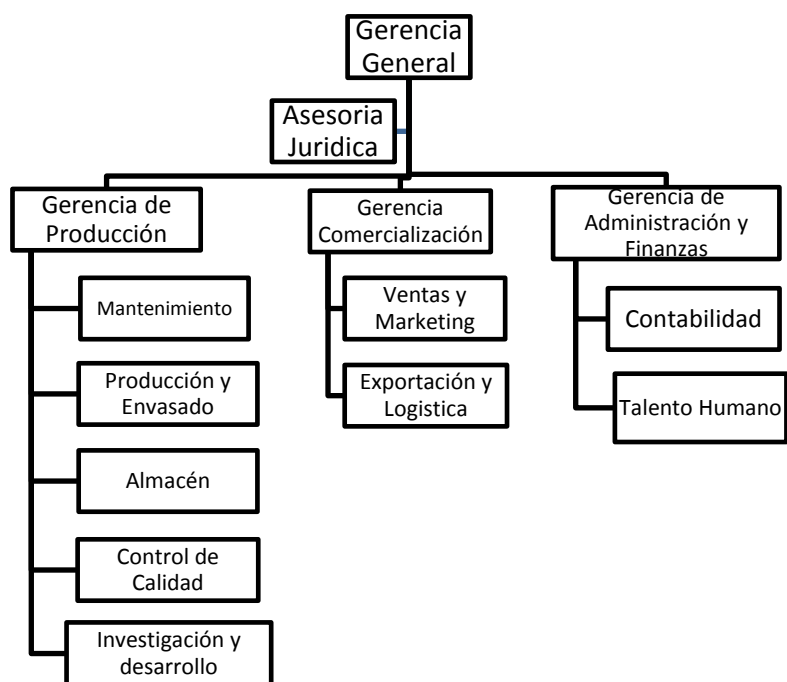 Gerencia
General
Asesoria
Juridica
Gerencia de
Producción
Gerencia
Comercialización
Gerencia de
Administración y
Finanzas
Mantenimiento
Producción y
Envasado
Almacén
Control de
Calidad
Investigación y
desarrollo
Ventas y
Marketing
Exportación y
Logistica
Contabilidad
Talento Humano